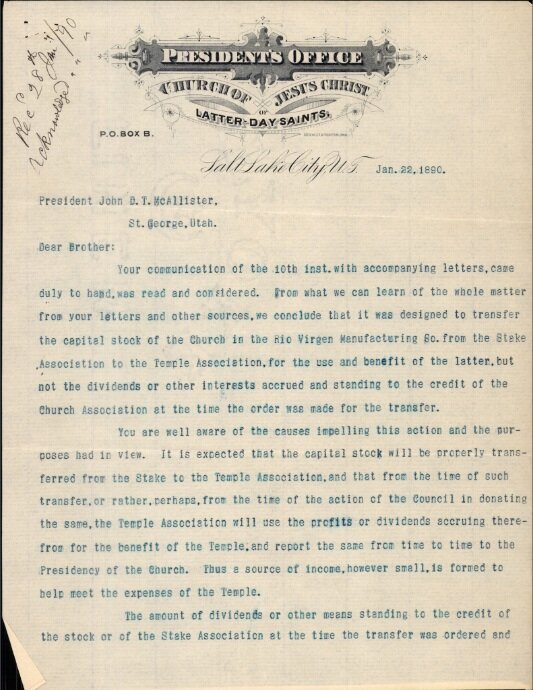 Rec'd 28th Jan'y/90
Acknowledged " "
PRESIDENT'S OFFICE
CHURCH OF JESUS CHRIST
OF
LATTER-DAY SAINTS,
P.O. BOX B.
Salt Lake City, U.T. Jan. 22, 1890.
President John D. T. McAllister,
St. George, Utah.
Dear Brother:
Your communication of the 10th inst. with accompanying letters, came
duly to hand, was read and considered. From what we can learn of the whole matter
from your letters and other sources, we conclude that it was designed to transfer
the capital stock of the Church in the Rio Virgen Manufacturing Co. from the Stake
Association to the Temple Association, for the use and benefit of the latter, but
not the dividends or other interests accrued and standing to the credit of the
Church Association at the time the order was made for the transfer.
You are well aware of the causes impelling this action and the pur-
poses had in view. It is expected that the capital stock will be properly trans-
ferred from the Stake to the Temple Association, and that from the time of such
transfer, or rather, perhaps, from the time of the action of the Council in donating
the same, the Temple Association will use the profits or dividends accruing there-
from for the benefit of the Temple, and report the same from time to time to the
Presidency of the Church. Thus a source of income, however small, is formed to
help meet the expenses of the Temple.
The amount of dividends or other means standing to the credit of
the stock or of the Stake Association at the time the transfer was ordered and